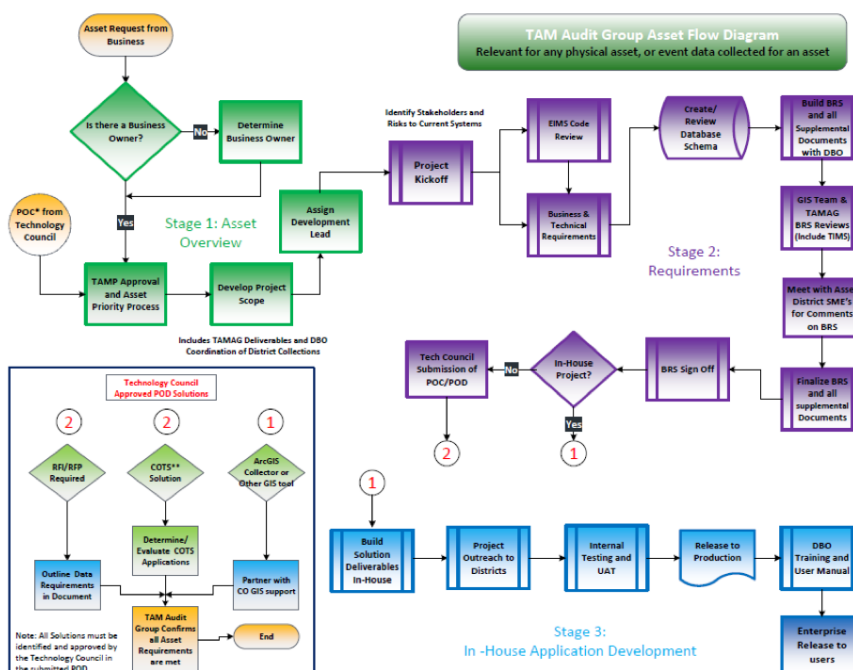 TAM Audit Group Asset Flow Diagram
Relevant for any physical asset, or event data collected for an asset
Asset Request from
Business
Is there a Business
Owner?
No
Determine
Business Owner
Yes
POC* from
Technology
Council
Stage 1: Asset
Overview
TAMP Approval
and Asset
Priority Process
Develop Project
Scope
Assign
Development
Lead
Includes TAMAG Deliverables and DBO
Coordination of District Collections
Identify Stakeholders and
Risks to Current Systems
Project
Kickoff
EIMS Code
Review
Business &
Technical
Requirements
Create/
Review
Database
Schema
Build BRS
and all
Supplemental
Documents
with DBO
GIS Team &
TAMAG
BRS Reviews
(Include TIMS)
Stage 2:
Requirements
Meet with Asset
District SME's
for Comments
on BRS
Finalize BRS
and all
supplemental
Documents
BRS Sign Off
In-House
Project?
No
Yes
Tech Council
Submission of
POC/POD
2
1
Technology Council
Approved POD Solutions
2
2
1
RFI/RFP
Required
COTS**
Solution
ArcGIS
Collector or
Other GIS tool
Determine/
Evaluate COTS
Applications
Outline Data
Requirements
in Document
Partner with
CO GIS support
TAM Audit
Group Confirms
all Asset
Requirements
are met
End
Note: All Solutions must be
identified and approved by
the Technology Council in
the submitted POD
1
Build
Solution
Deliverables
In-House
Project
Outreach to
Districts
Internal
Testing and
UAT
Release to
Production
DBO
Training and
User Manual
Stage 3:
In -House Application Development
Enterprise
Release to
users